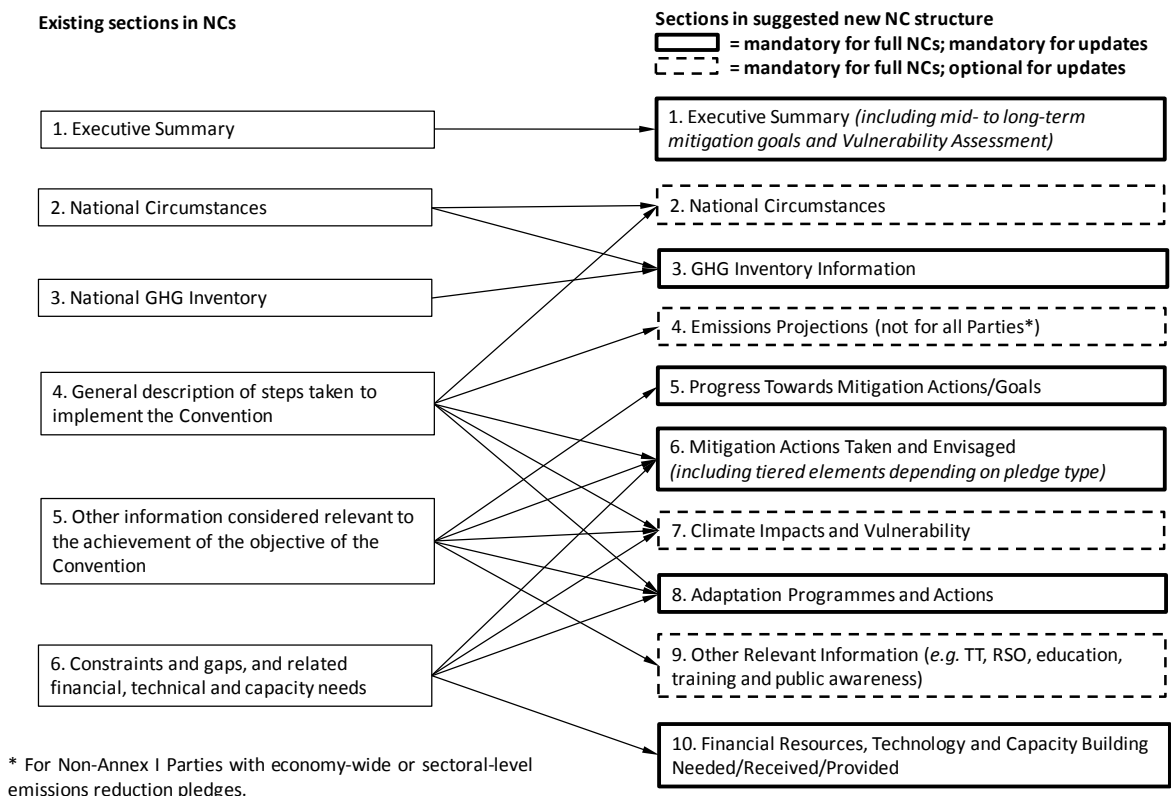 Existing sections in NCs
Sections in suggested new NC structure
= mandatory for full NCs; mandatory for updates
= mandatory for full NCs; optional for updates
1. Executive Summary
2. National Circumstances
3. National GHG Inventory
4. General description of steps taken to
implement the Convention
5. Other information considered relevant to
the achievement of the objective of the
Convention
6. Constraints and gaps, and related
financial, technical and capacity needs
* For Non-Annex I Parties with economy-wide or sectoral-level
emissions reduction pledges.
1. Executive Summary (including mid- to long-term
mitigation goals and Vulnerability Assessment)
2. National Circumstances
3. GHG Inventory Information
4. Emissions Projections (not for all Parties*)
5. Progress Towards Mitigation Actions/Goals
6. Mitigation Actions Taken and Envisaged
(including tiered elements depending on pledge type)
7. Climate Impacts and Vulnerability
8. Adaptation Programmes and Actions
9. Other Relevant Information (e.g. TT, RSO, education,
training and public awareness)
10. Financial Resources, Technology and Capacity Building
Needed/Received/Provided